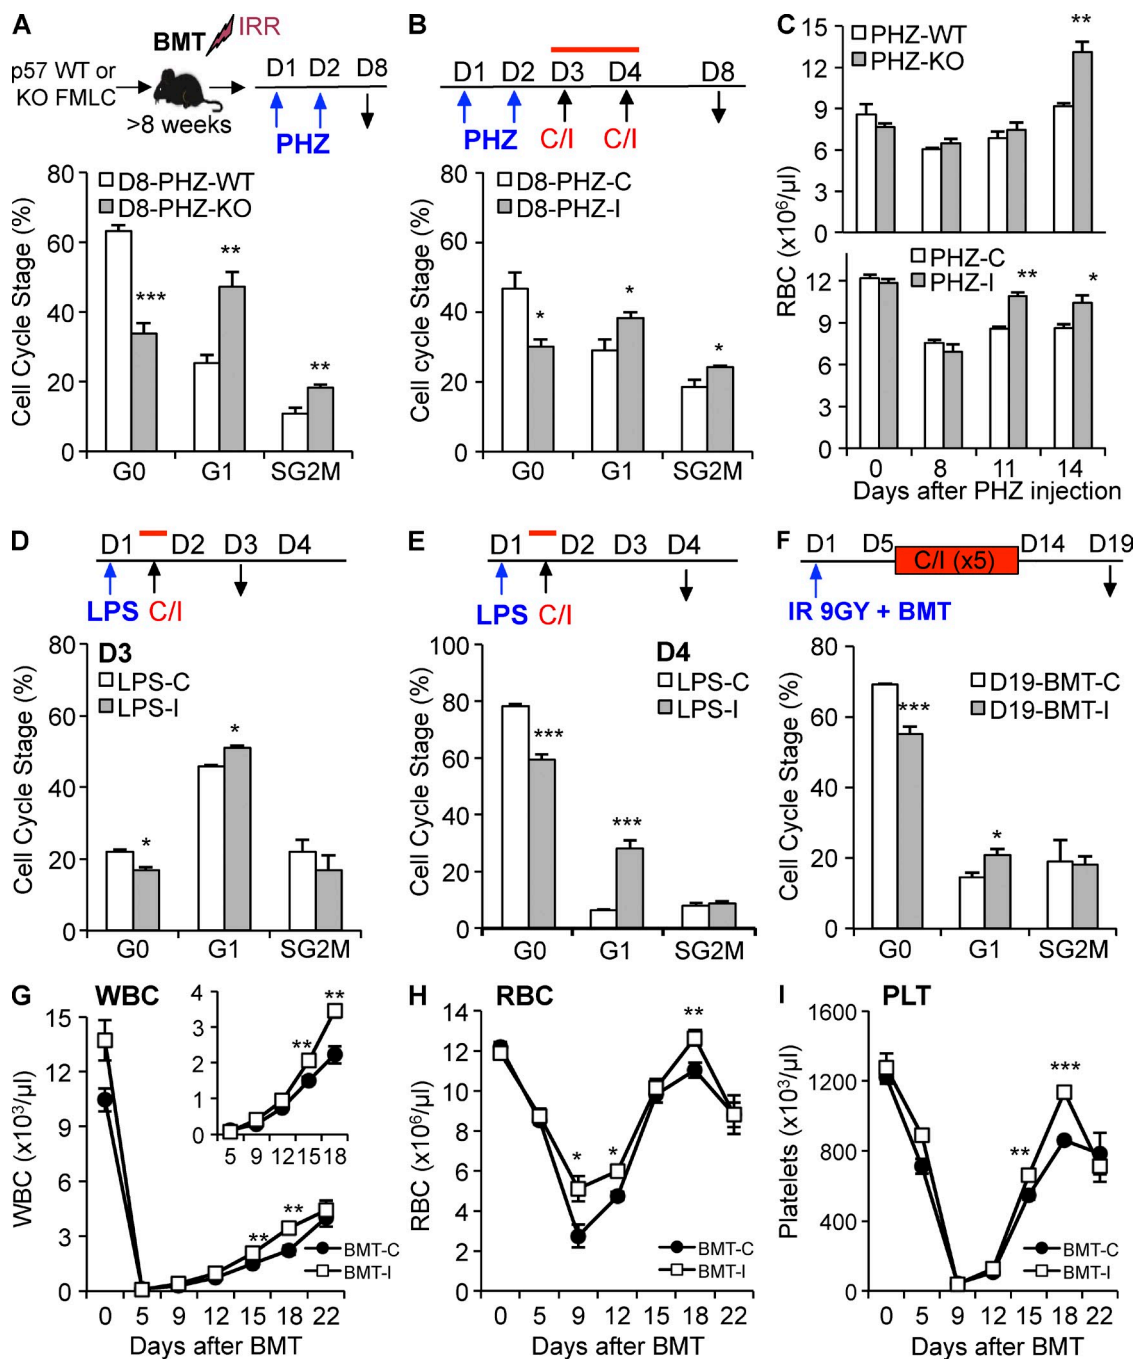 A
BMT
IRR
p57 WT or
KO FMLC
>8 weeks
D1 D2 D8
PHZ
Cell Cycle Stage (%)
80
60
40
20
0
D8-PHZ-WT
D8-PHZ-KO
***
**
**
G0 G1 SG2M
B
D1 D2 D3 D4 D8
PHZ C/I C/I
Cell cycle Stage (%)
80
60
40
20
0
D8-PHZ-C
D8-PHZ-I
*
*
*
G0 G1 SG2M
C
RBC (x10⁶/µl)
15
12
9
6
3
0
PHZ-WT
PHZ-KO
**
12
9
6
3
0
PHZ-C
PHZ-I
**
*
0 8 11 14
Days after PHZ injection
D
D1 D2 D3 D4
LPS C/I
D3
LPS-C
LPS-I
Cell Cycle Stage (%)
80
60
40
20
0
*
*
G0 G1 SG2M
E
D1 D2 D3 D4
LPS C/I
D4
LPS-C
LPS-I
Cell Cycle Stage (%)
100
80
60
40
20
0
***
***
G0 G1 SG2M
F
D1 D5 C/I (x5) D14 D19
IR 9GY + BMT
D19-BMT-C
D19-BMT-I
Cell Cycle Stage (%)
80
60
40
20
0
***
*
G0 G1 SG2M
G
WBC
WBC (x10³/µl)
15
12
9
6
3
0
4
3
2
1
0
**
**
5 9 12 15 18
**
**
BMT-C
BMT-I
0 5 9 12 15 18 22
Days after BMT
H
RBC
RBC (x10⁶/µl)
14
12
10
8
6
4
2
0
*
*
**
BMT-C
BMT-I
0 5 9 12 15 18 22
Days after BMT
I
PLT
Platelets (x10³/µl)
1600
1200
800
400
0
**
***
BMT-C
BMT-I
0 5 9 12 15 18 22
Days after BMT